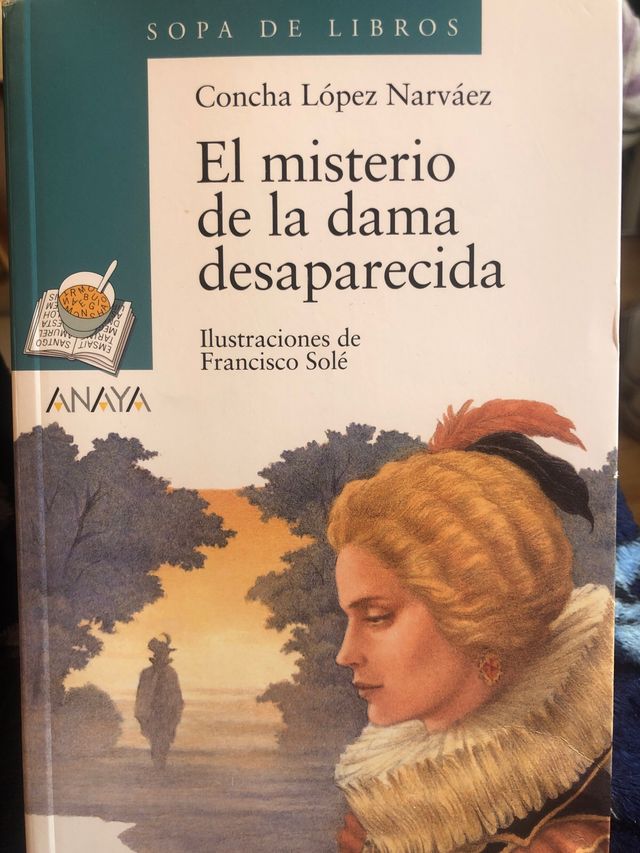 SOPA DE LIBROS
Concha López Narváez
El misterio
de la dama
desaparecida
Ilustraciones de
Francisco Solé
ANAYA